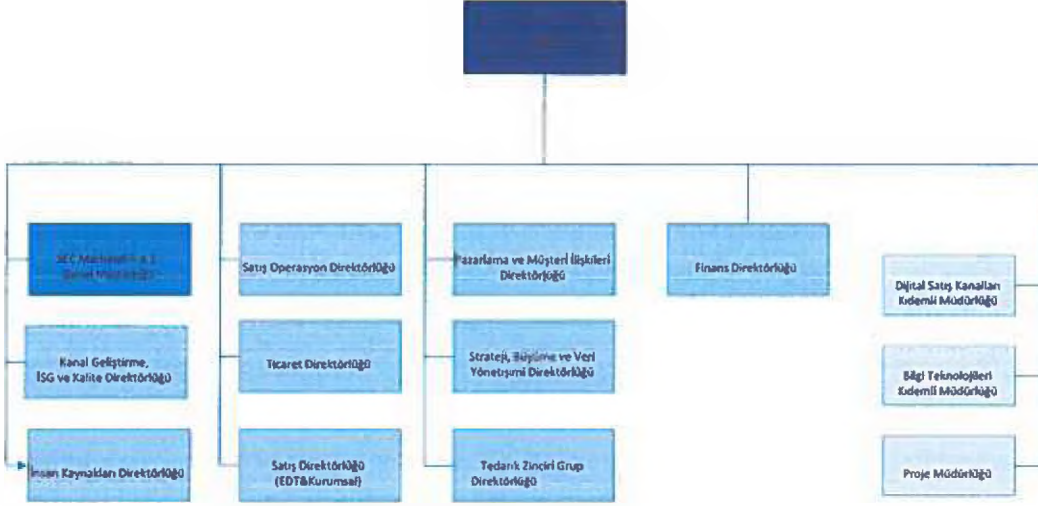 Satış Operasyon Direktörlüğü
Pazarlama ve Müşteri İlişkileri
Direktörlüğü
Finans Direktörlüğü
Dijital Satış Kanalları
Kıdemli Müdürlüğü
Kanal Geliştirme,
İSG ve Kalite Direktörlüğü
Ticaret Direktörlüğü
Strateji, Büyüme ve Veri
Yönetişimi Direktörlüğü
Bilgi Teknolojileri
Kıdemli Müdürlüğü
İnsan Kaynakları Direktörlüğü
Satış Direktörlüğü
(EDT&Kurumsal)
Tedarik Zinciri Grup
Direktörlüğü
Proje Müdürlüğü